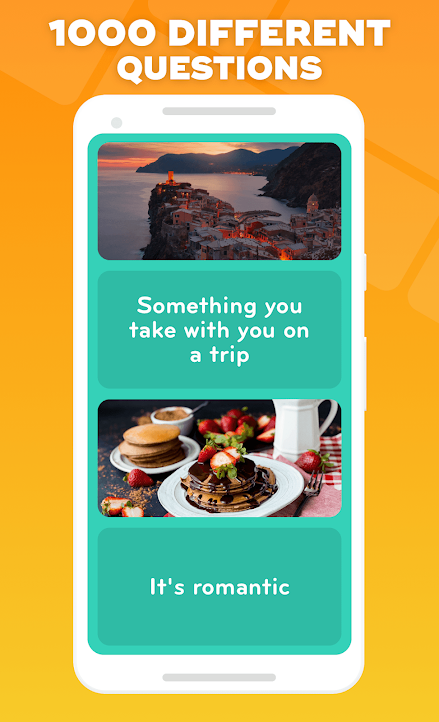 1000 DIFFERENT
QUESTIONS
Something you
take with you on
a trip
It's romantic